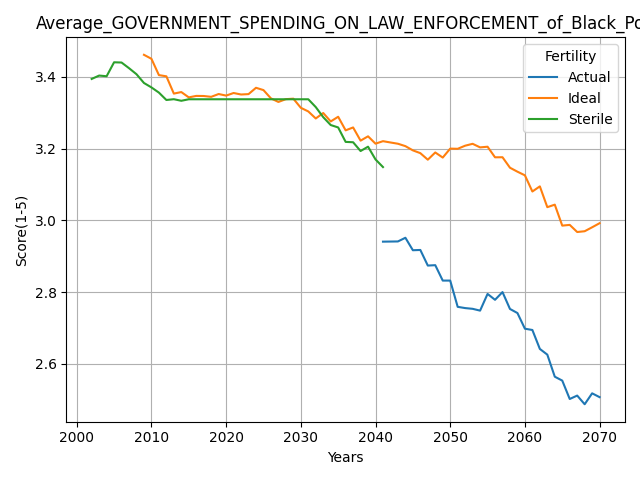 Average_GOVERNMENT_SPENDING_ON_LAW_ENFORCEMENT_of_Black_Po
Fertility
Actual
Ideal
Sterile
Score(1-5)
3.4
3.2
3.0
2.8
2.6
2000 2010 2020 2030 2040 2050 2060 2070
Years